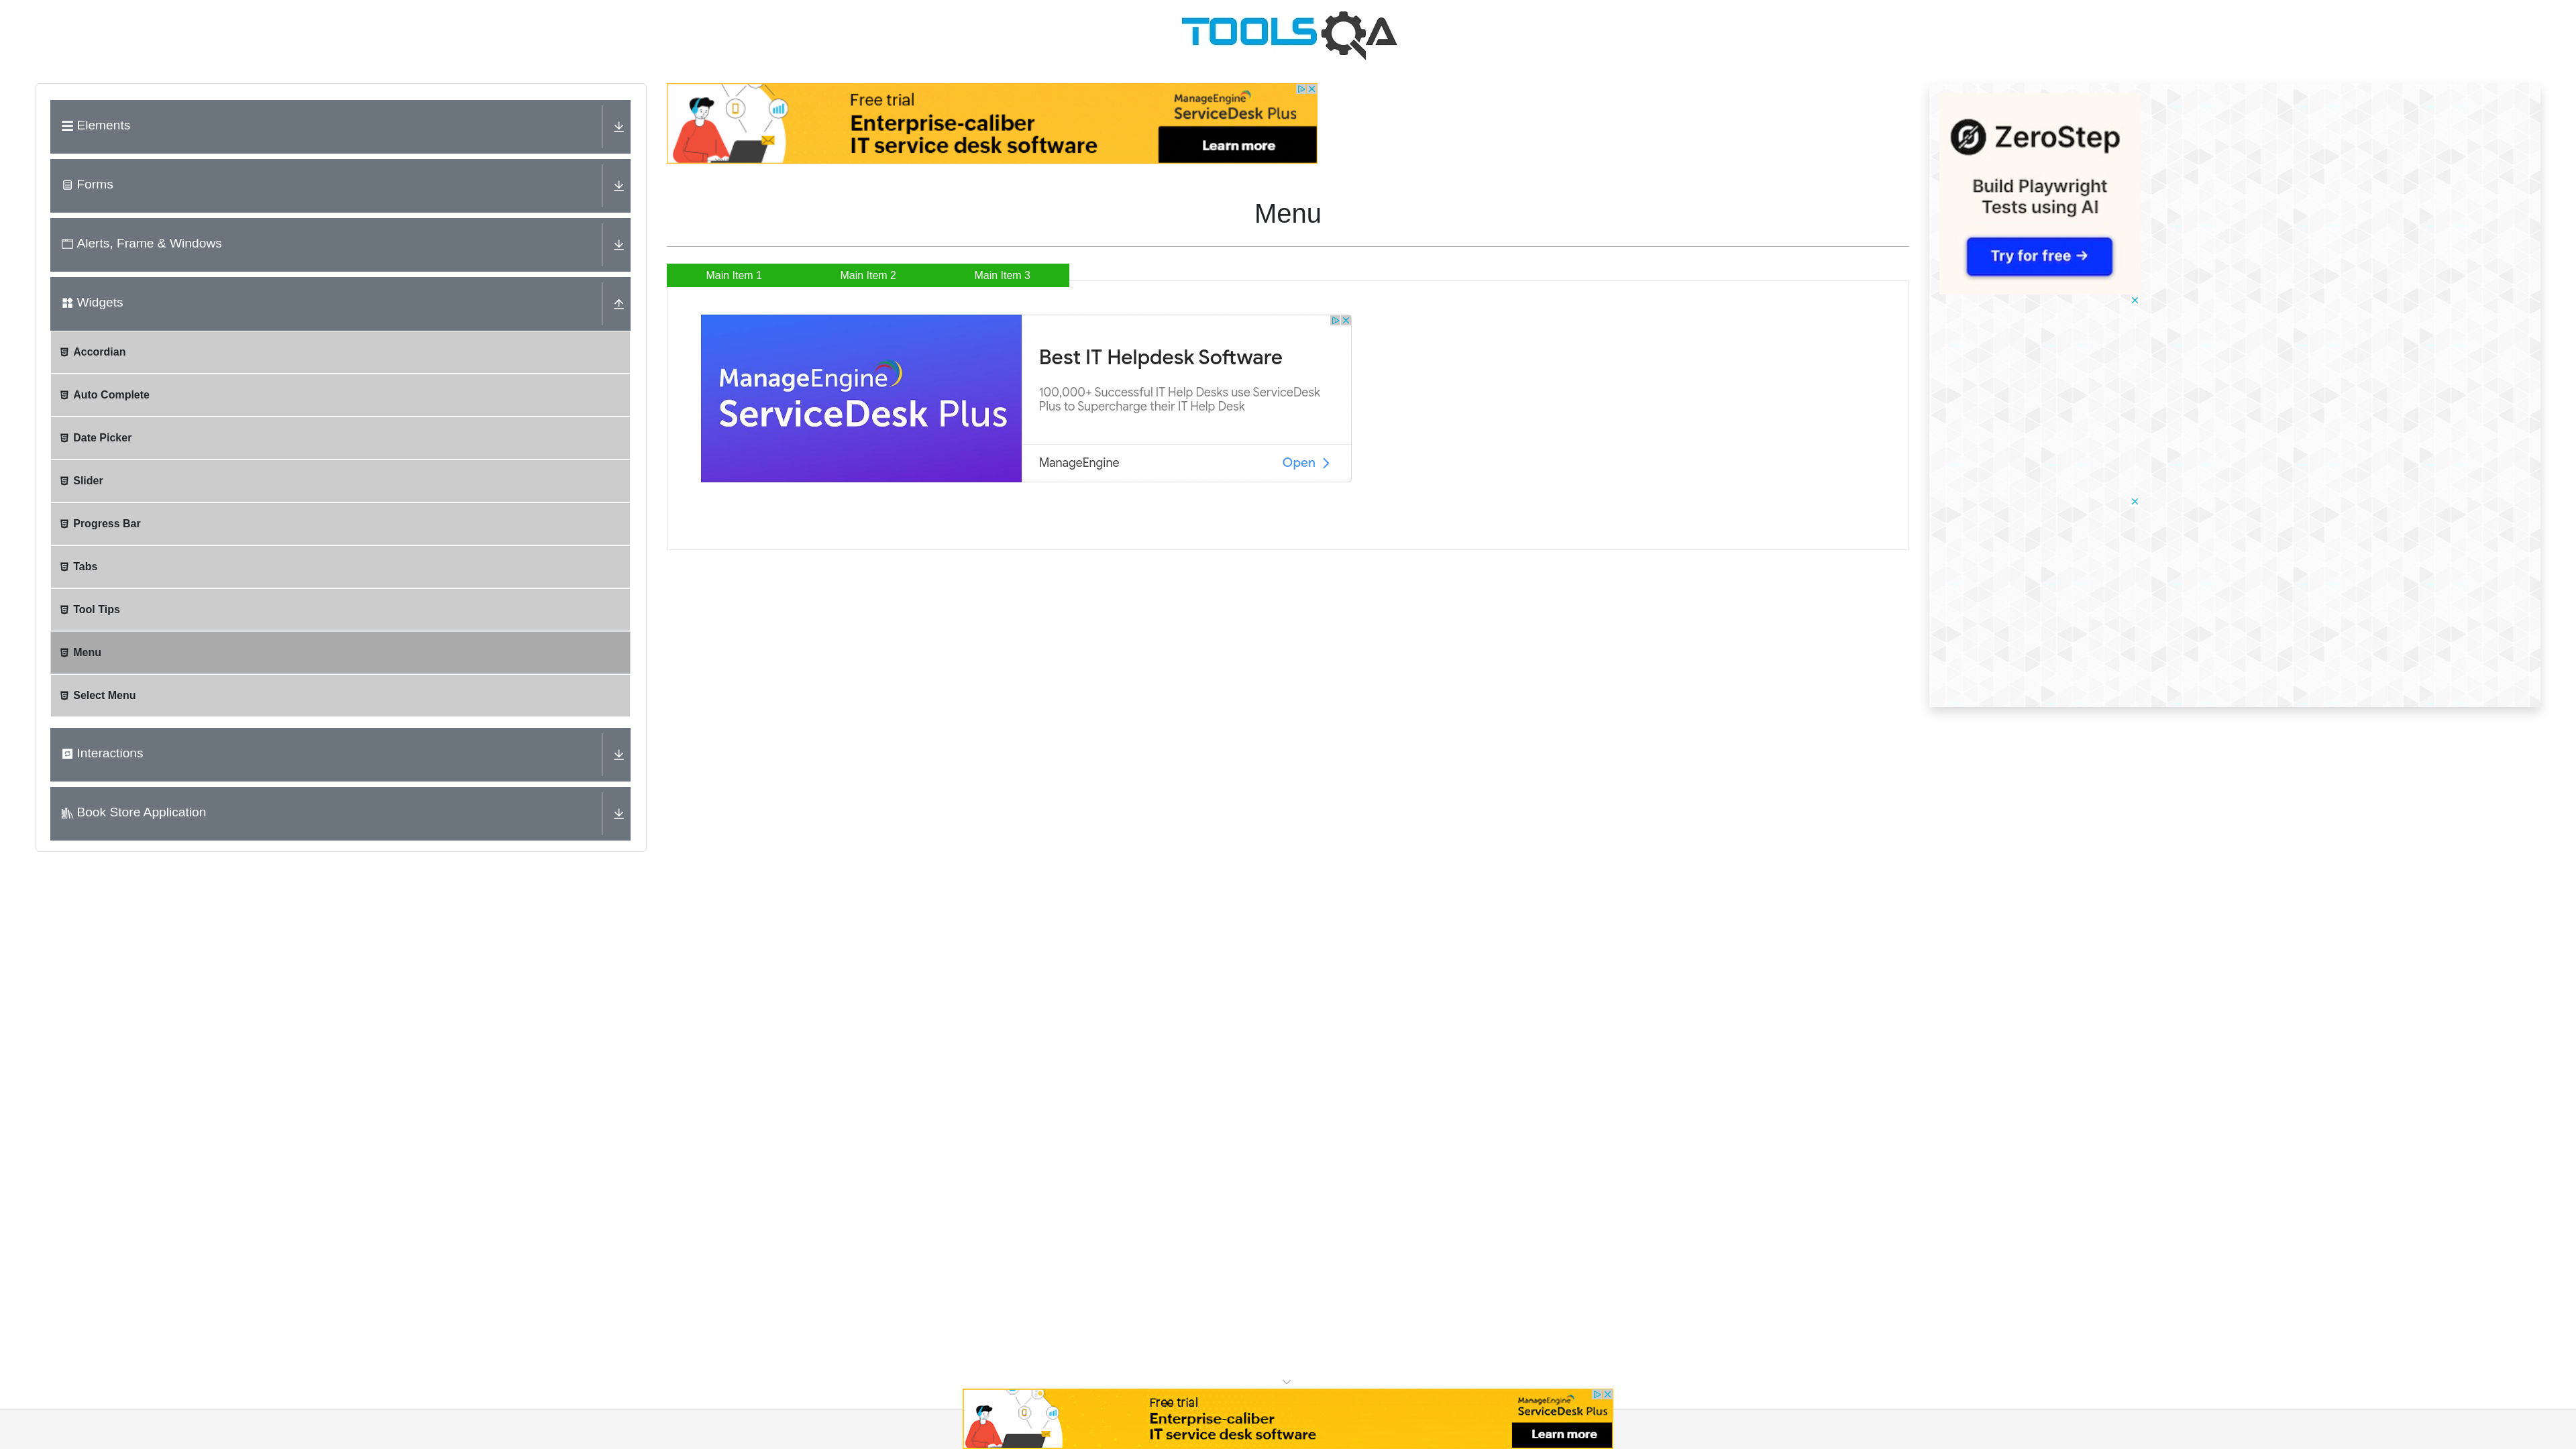 TOOLSQA
Elements
Forms
Alerts, Frame & Windows
Widgets
Accordian
Auto Complete
Date Picker
Slider
Progress Bar
Tabs
Tool Tips
Menu
Select Menu
Interactions
Book Store Application
Free trial
Enterprise-caliber
IT service desk software
ManageEngine
ServiceDesk Plus
Learn more
Menu
Main Item 1
Main Item 2
Main Item 3
ManageEngine
ServiceDesk Plus
Best IT Helpdesk Software
100,000+ Successful IT Help Desks use ServiceDesk
Plus to Supercharge their IT Help Desk
ManageEngine
Open
ZeroStep
Build Playwright
Tests using AI
Try for free →
Free trial
Enterprise-caliber
IT service desk software
ManageEngine
ServiceDesk Plus
Learn more